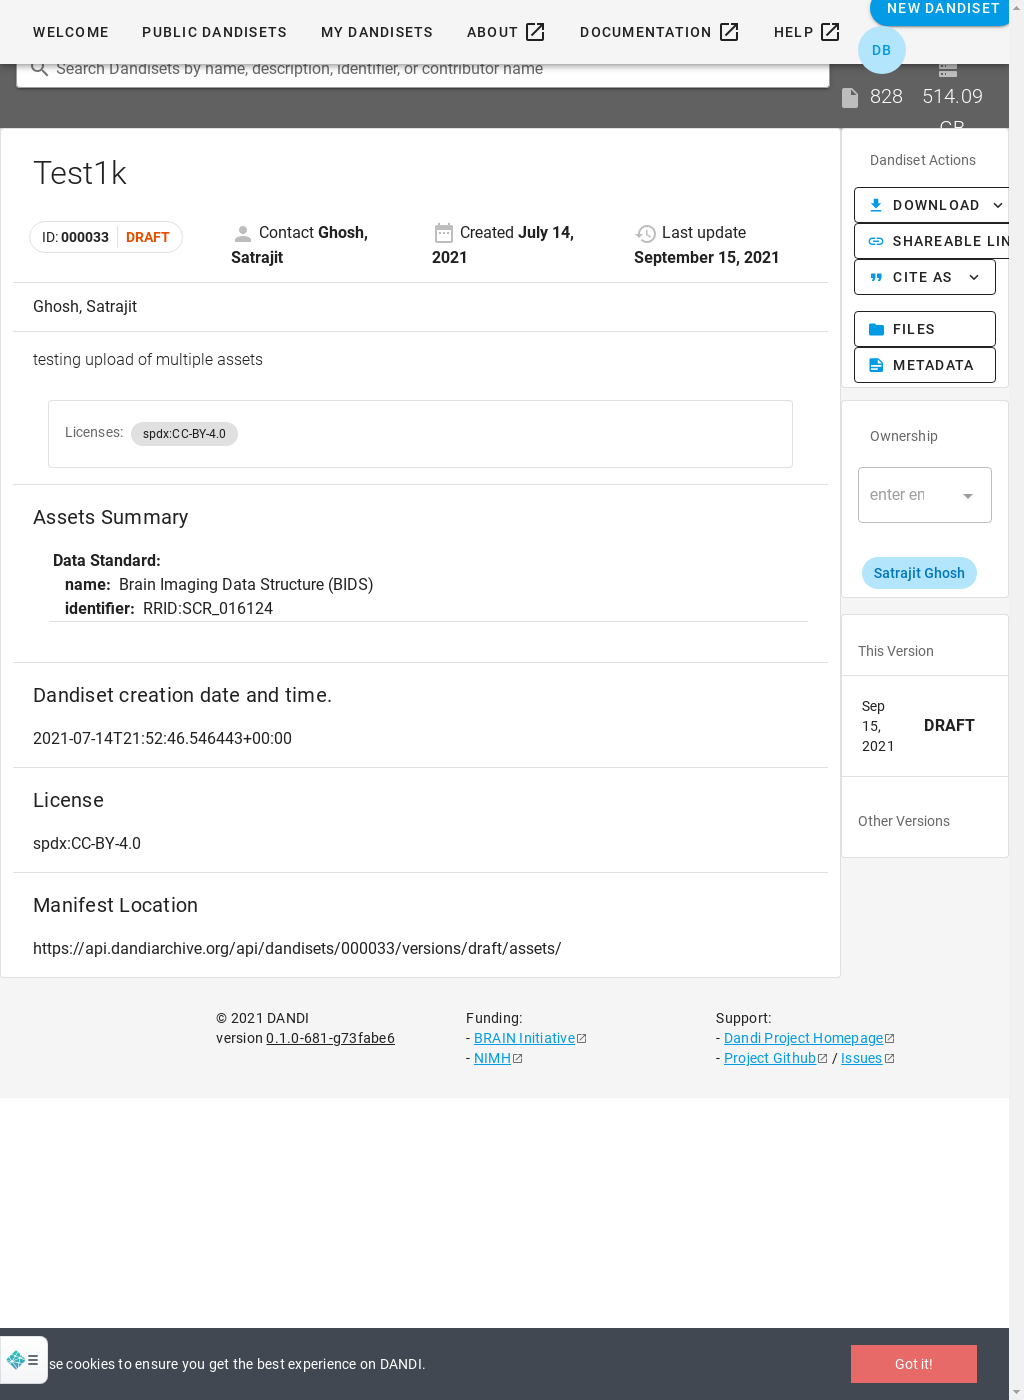 WELCOME PUBLIC DANDISETS MY DANDISETS ABOUT DOCUMENTATION HELP NEW DANDISET
DB
Search Dandisets by name, description, identifier, or contributor name
828 514.09
GB
Test1k
ID: 000033 DRAFT
Contact Ghosh,
Satrajit
Created July 14,
2021
Last update
September 15, 2021
Ghosh, Satrajit
testing upload of multiple assets
Licenses: spdx:CC-BY-4.0
Assets Summary
Data Standard:
name: Brain Imaging Data Structure (BIDS)
identifier: RRID:SCR_016124
Dandiset creation date and time.
2021-07-14T21:52:46.546443+00:00
License
spdx:CC-BY-4.0
Manifest Location
https://api.dandiarchive.org/api/dandisets/000033/versions/draft/assets/
Dandiset Actions
DOWNLOAD
SHAREABLE LIN
CITE AS
FILES
METADATA
Ownership
enter en
Satrajit Ghosh
This Version
Sep
15,
2021
DRAFT
Other Versions
© 2021 DANDI
version 0.1.0-681-g73fabe6
Funding:
- BRAIN Initiative
- NIMH
Support:
- Dandi Project Homepage
- Project Github / Issues
se cookies to ensure you get the best experience on DANDI.
Got it!